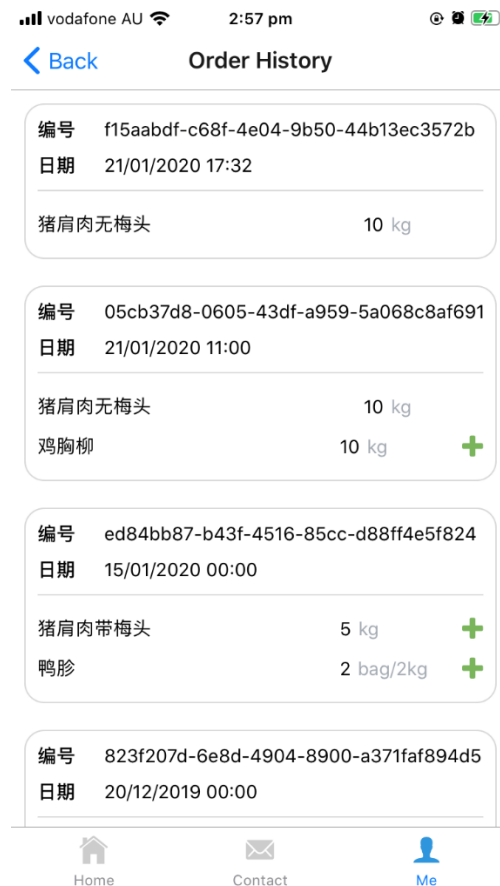 vodafone AU 2:57 pm
Back Order History
编号 f15aabdf-c68f-4e04-9b50-44b13ec3572b
日期 21/01/2020 17:32
猪肩肉无梅头 10 kg
编号 05cb37d8-0605-43df-a959-5a068c8af691
日期 21/01/2020 11:00
猪肩肉无梅头 10 kg
鸡胸柳 10 kg
编号 ed84bb87-b43f-4516-85cc-d88ff4e5f824
日期 15/01/2020 00:00
猪肩肉带梅头 5 kg
鸭胗 2 bag/2kg
编号 823f207d-6e8d-4904-8900-a371faf894d5
日期 20/12/2019 00:00
Home Contact Me